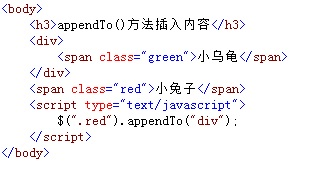 <body>
<h3>appendTo()方法插入内容</h3>
<div>
<span class="green">小乌龟</span>
</div>
<span class="red">小兔子</span>
<script type="text/javascript">
$(".red").appendTo("div");
</script>
</body>